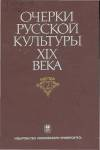 ОЧЕРКИ
РУССКОЙ
КУЛЬТУРЫ
XIX
ВЕКА
ИЗДАТЕЛЬСТВО МОСКОВСКОГО УНИВЕРСИТЕТА